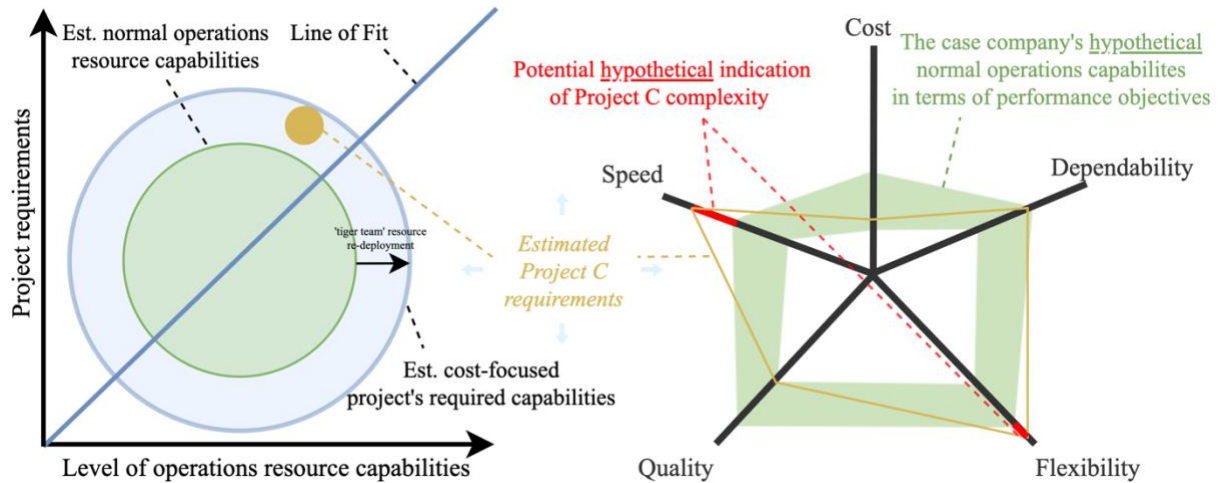 Est. normal operations
resource capabilities
Line of Fit
Project requirements
'tiger team' resource
re-deployment
Est. cost-focused
project's required capabilities
Level of operations resource capabilities
Estimated
Project C
requirements
Potential hypothetical indication
of Project C complexity
Cost
The case company's hypothetical
normal operations capabilites
in terms of performance objectives
Speed
Dependability
Quality
Flexibility